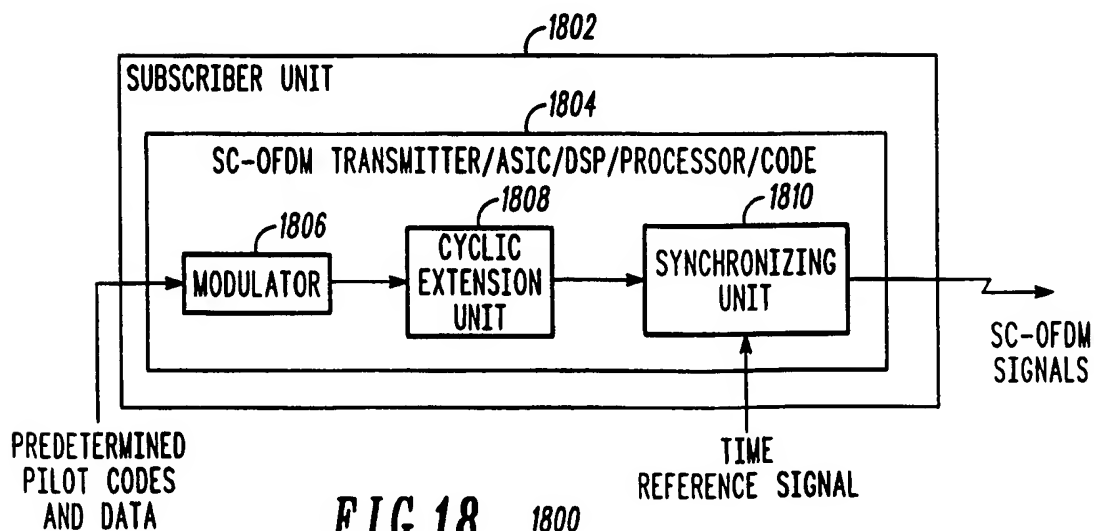 1802
SUBSCRIBER UNIT
1804
SC-OFDM TRANSMITTER/ASIC/DSP/PROCESSOR/CODE
1806
MODULATOR
1808
CYCLIC
EXTENSION
UNIT
1810
SYNCHRONIZING
UNIT
SC-OFDM
SIGNALS
PREDETERMINED
PILOT CODES
AND DATA
TIME
REFERENCE SIGNAL
FIG.18
1800